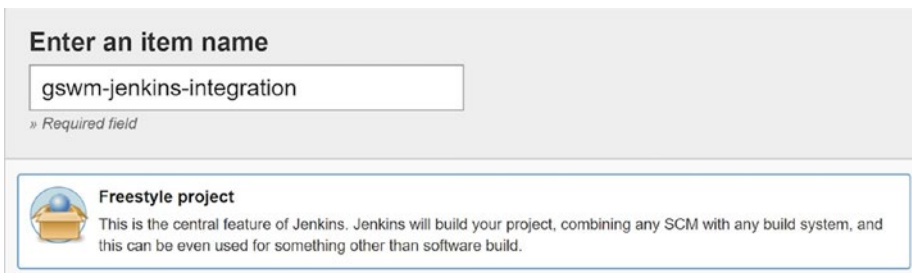 Enter an item name
gswm-jenkins-integration
» Required field
Freestyle project
This is the central feature of Jenkins. Jenkins will build your project, combining any SCM with any build system, and
this can be even used for something other than software build.